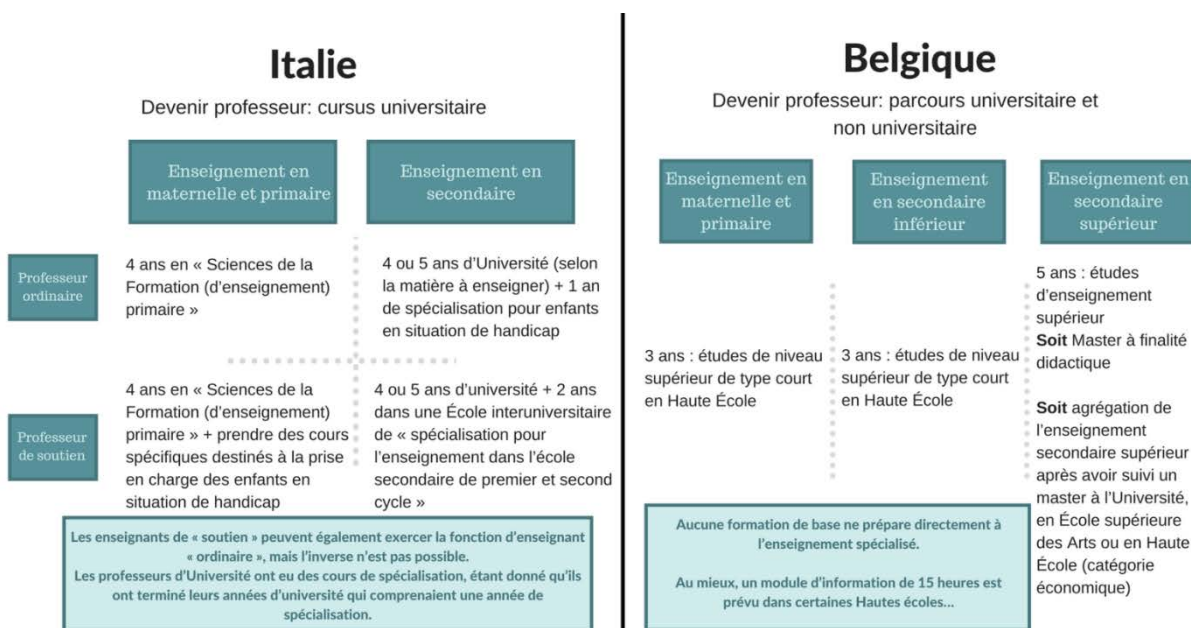 Italie
Devenir professeur: cursus universitaire
Enseignement en
maternelle et primaire
Enseignement en
secondaire
Professeur
ordinaire
4 ans en « Sciences de la
Formation (d’enseignement)
primaire »
4 ou 5 ans d’Université (selon
la matière à enseigner) + 1 an
de spécialisation pour enfants
en situation de handicap
Professeur
de soutien
4 ans en « Sciences de la
Formation (d’enseignement)
primaire » + prendre des cours
spécifiques destinés à la prise
en charge des enfants en
situation de handicap
4 ou 5 ans d’université + 2 ans
dans une École interuniversitaire
de « spécialisation pour
l’enseignement dans l’école
secondaire de premier et second
cycle »
Les enseignants de « soutien » peuvent également exercer la fonction d’enseignant
« ordinaire », mais l’inverse n’est pas possible.
Les professeurs d’Université ont eu des cours de spécialisation, étant donné qu’ils
ont terminé leurs années d’université qui comprenaient une année de
spécialisation.
Belgique
Devenir professeur: parcours universitaire et
non universitaire
Enseignement en
maternelle et
primaire
Enseignement
en secondaire
inférieur
Enseignement en
secondaire
supérieur
3 ans : études de niveau
supérieur de type court
en Haute École
3 ans : études de niveau
supérieur de type court
en Haute École
5 ans : études
d’enseignement
supérieur
Soit Master à finalité
didactique
Soit agrégation de
l’enseignement
secondaire supérieur
après avoir suivi un
master à l’Université,
en École supérieure
des Arts ou en Haute
École (catégorie
économique)
Aucune formation de base ne prépare directement à
l’enseignement spécialisé.
Au mieux, un module d’information de 15 heures est
prévu dans certaines Hautes écoles...